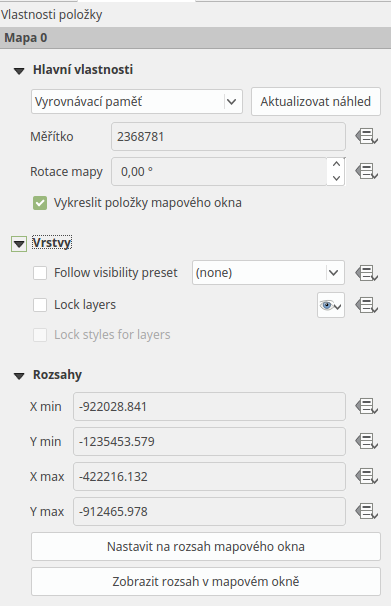 Vlastnosti položky
Mapa 0
Hlavní vlastnosti
Vyrovnávací paměť
Aktualizovat náhled
Měřítko
2368781
Rotace mapy
0,00 °
Vykreslit položky mapového okna
Vrstvy
Follow visibility preset
(none)
Lock layers
Lock styles for layers
Rozsahy
X min
-922028.841
Y min
-1235453.579
X max
-422216.132
Y max
-912465.978
Nastavit na rozsah mapového okna
Zobrazit rozsah v mapovém okně